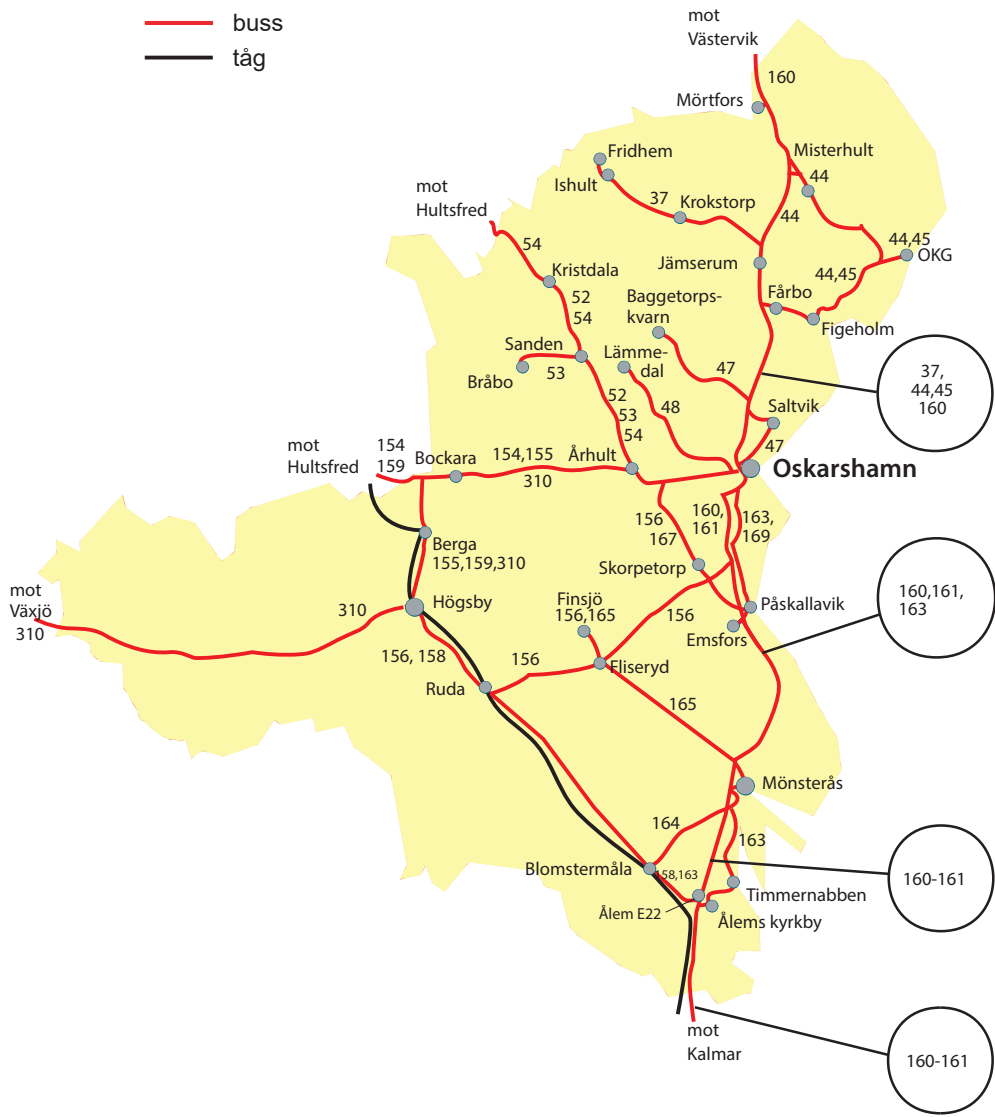 buss
tåg
mot
Västervik
160
Mörtfors
Misterhult
44
44
Fridhem
Ishult
37
Krokstorp
mot
Hultsfred
54
44,45
OKG
Jämserum
44,45
Kristdala
Fårbo
Baggetorps-
kvarn
52
54
Figeholm
Sanden
Lämme-
dal
53
Bråbo
47
37,
44,45
160
52
53
54
48
Saltvik
47
mot
Hultsfred
154
159
Bockara
154,155
310
Århult
Oskarshamn
160,
161
163,
169
156
167
Berga
155,159,310
Skorpetorp
mot
Växjö
310
310
Högsby
Finsjö
156,165
156
Påskallavik
160,161,
163
Emsfors
156, 158
156
Fliseryd
Ruda
165
Mönsterås
164
163
Blomstermåla
158,163
Timmernabben
160-161
Ålem E22
Ålems kyrkby
mot
Kalmar
160-161